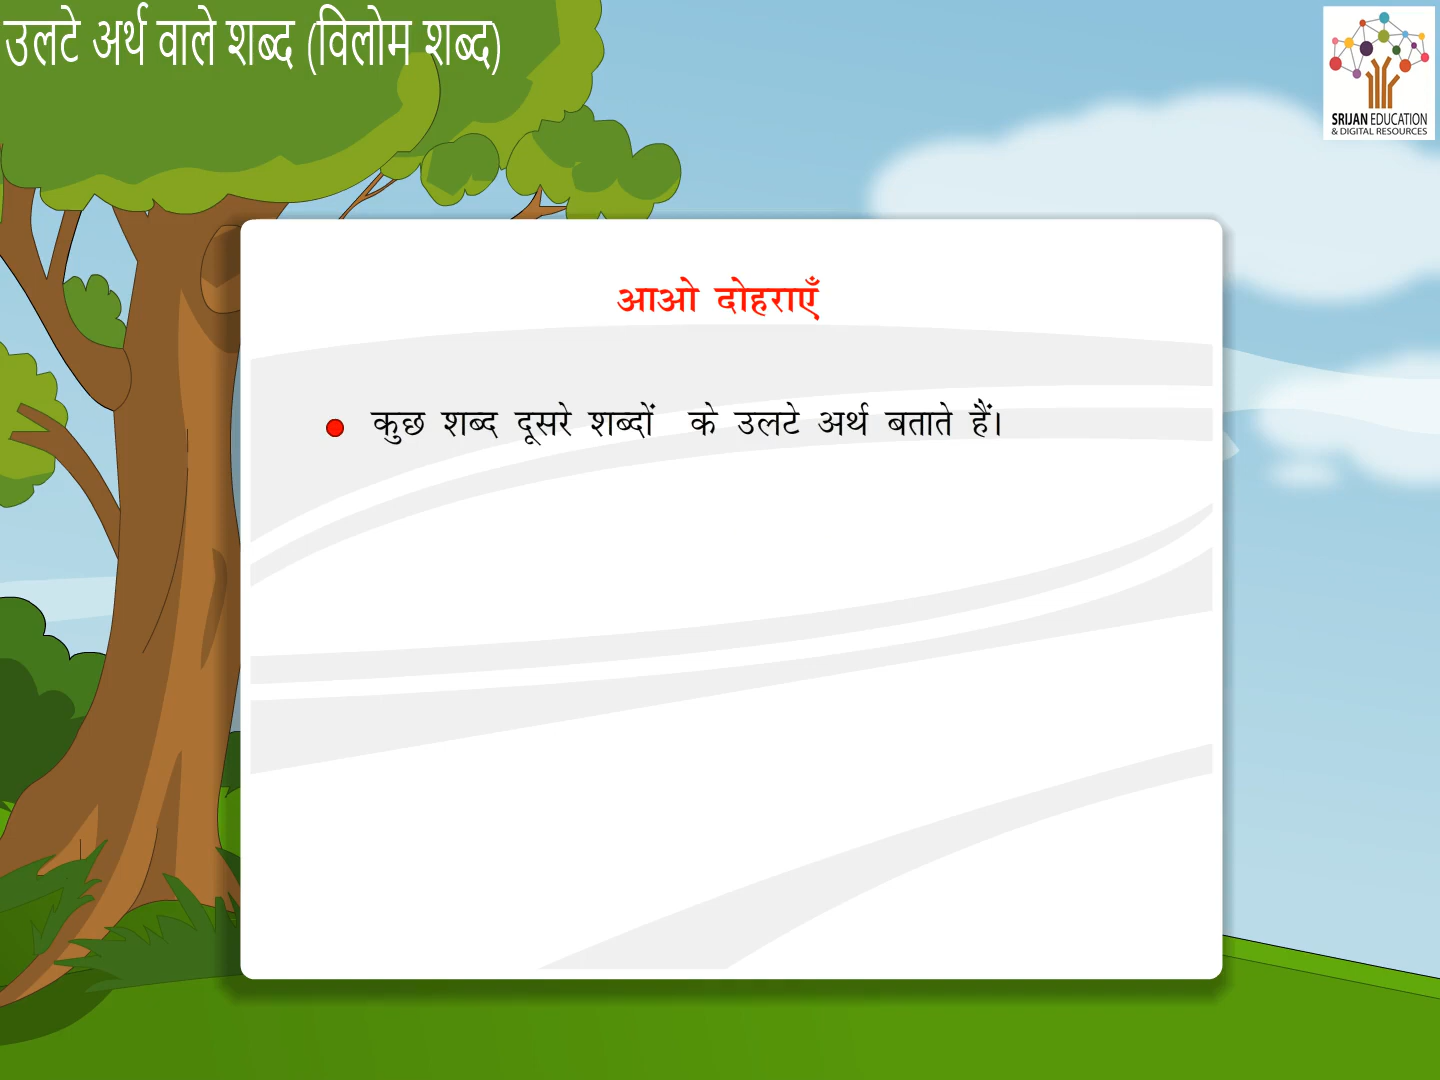 उलटे अर्थ वाले शब्द (विलोम शब्द)
SRIJAN EDUCATION
& DIGITAL RESOURCES
आओ दोहराएँ
कुछ शब्द दूसरे शब्दों के उलटे अर्थ बताते हैं।